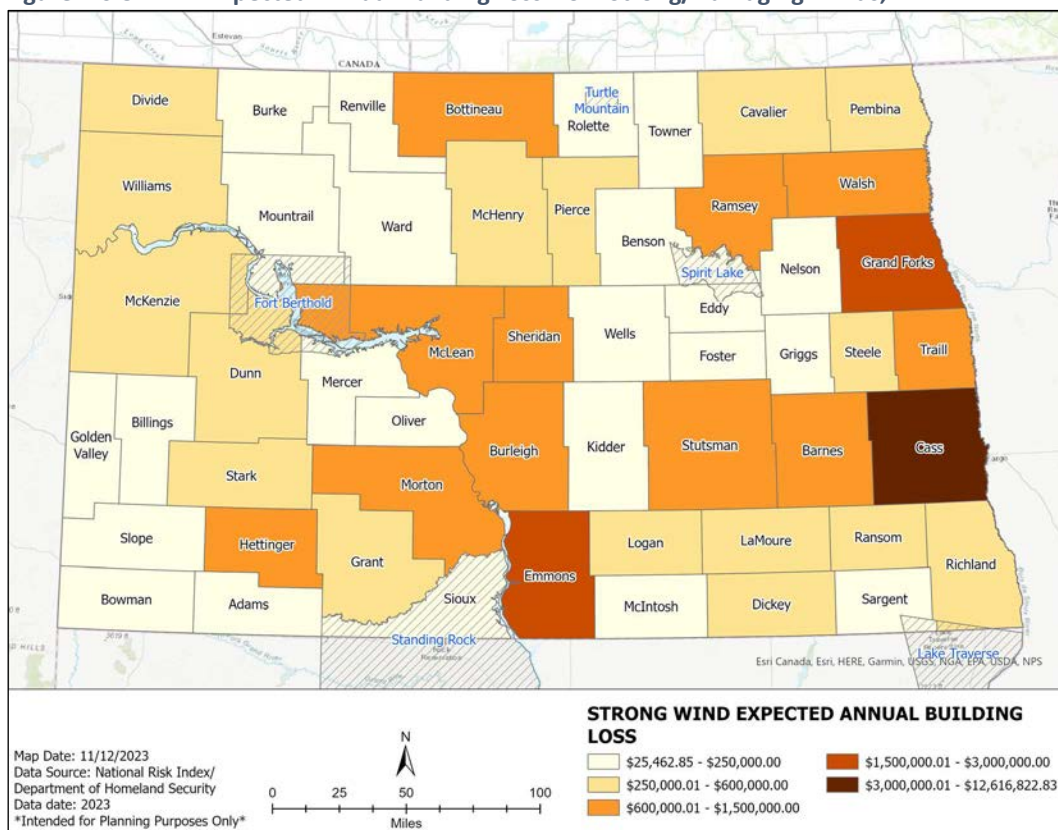 Estevan
CANADA
Divide
Burke
Renville
Bottineau
Turtle
Mountain
Rolette
Towner
Cavalier
Pembina
Williams
Mountrail
Ward
McHenry
Pierce
Benson
Ramsey
Walsh
Spirit Lake
Nelson
Grand Forks
McKenzie
Fort Berthold
McLean
Sheridan
Wells
Eddy
Foster
Griggs
Steele
Traill
Dunn
Mercer
Oliver
Golden
Valley
Billings
Stark
Burleigh
Kidder
Stutsman
Barnes
Cass
Morton
Slope
Hettinger
Grant
Emmons
Logan
LaMoure
Ransom
Richland
Bowman
Adams
Sioux
Standing Rock
McIntosh
Dickey
Sargent
Lake Traverse
Esri Canada, Esri, HERE, Garmin, USGS, NGA, EPA, USDA, NPS
STRONG WIND EXPECTED ANNUAL BUILDING
LOSS
$25,462.85 - $250,000.00
$250,000.01 - $600,000.00
$600,000.01 - $1,500,000.00
$1,500,000.01 - $3,000,000.00
$3,000,000.01 - $12,616,822.83
Map Date: 11/12/2023
Data Source: National Risk Index/
Department of Homeland Security
Data date: 2023
*Intended for Planning Purposes Only*
N
0 25 50 100
Miles